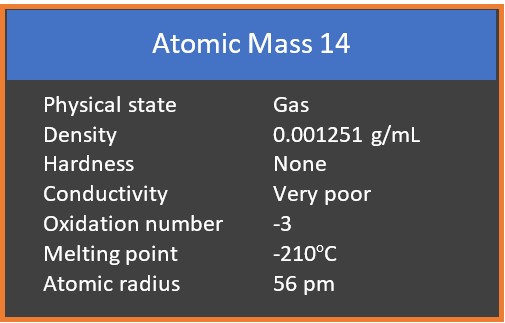 Atomic Mass 14
Physical state Gas
Density 0.001251 g/mL
Hardness None
Conductivity Very poor
Oxidation number -3
Melting point -210°C
Atomic radius 56 pm